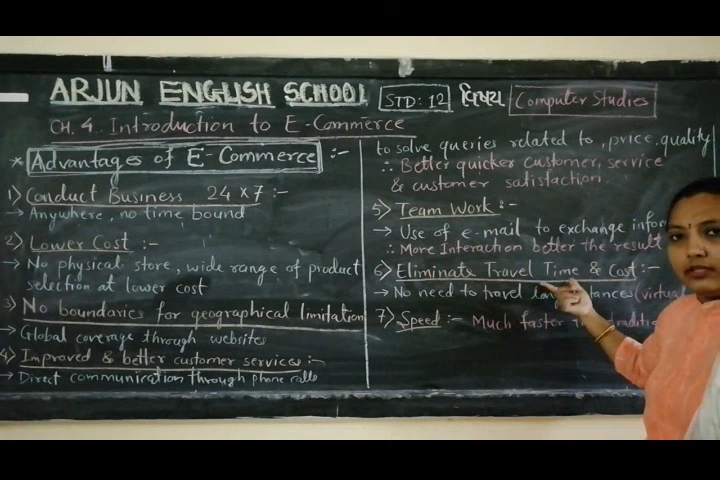 ARJUN ENGLISH SCHOOL STD: 12 વિષય Computer Studies
CH. 4. Introduction to E-Commerce
* Advantages of E-Commerce :-
1) Conduct Business 24 x 7 :-
→ Anywhere, no time bound
2) Lower Cost :-
→ No physical store, wide range of product
selection at lower cost
3) No boundaries for geographical limitation
→ Global coverage through websites
4) Improved & better customer services :-
→ Direct communication through phone calls
to solve queries related to, price, quality
∴ Better quicker customer, service
& customer satisfaction.
5) Team Work :-
→ Use of e-mail to exchange infor
∴ More Interaction better the result
6) Eliminate Travel Time & Cost :-
→ No need to travel (virtual
7) Speed :- Much faster